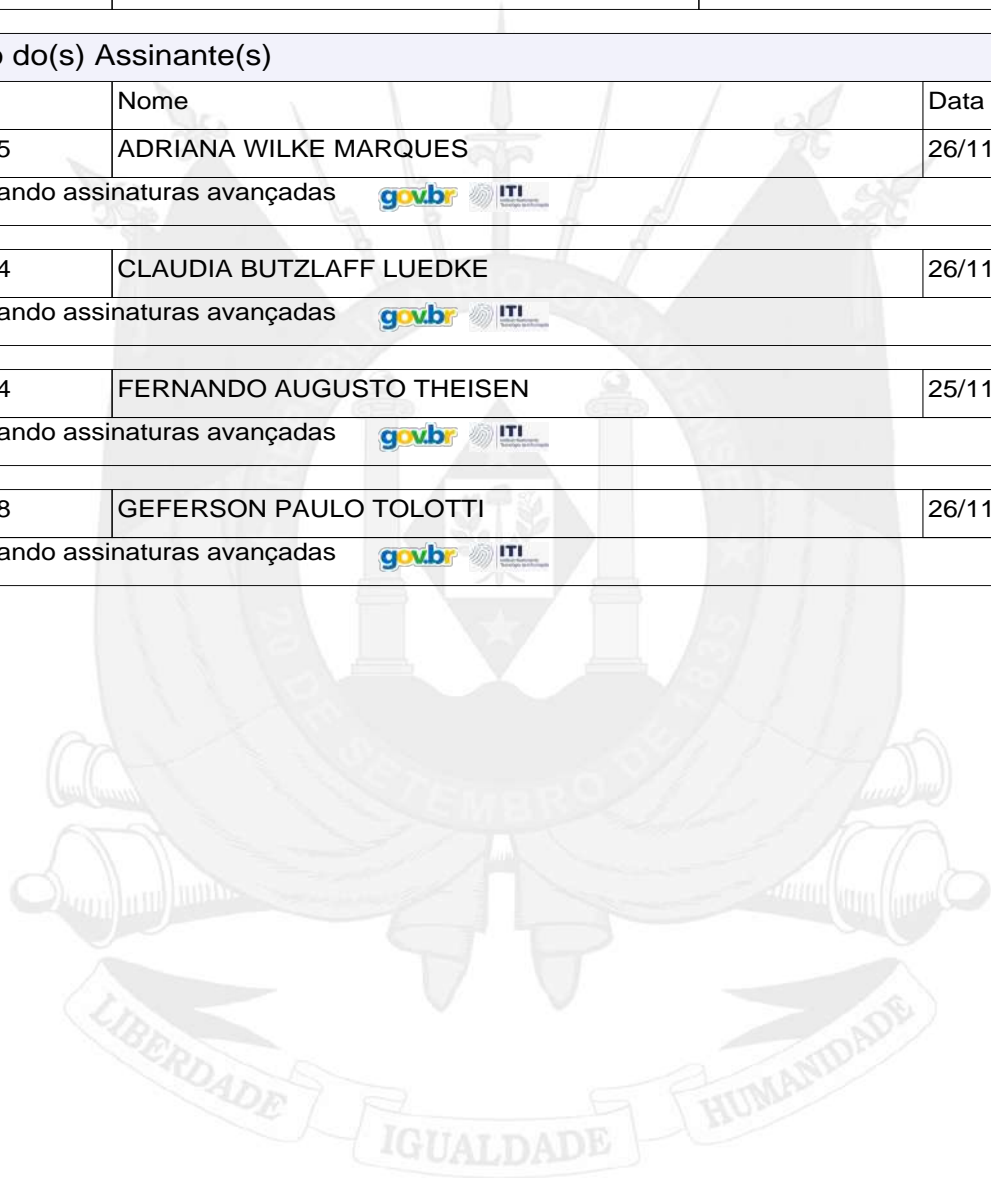 o do(s) Assinante(s)
Nome Data
5 ADRIANA WILKE MARQUES 26/11
ando assinaturas avançadas gov.br ITI
4 CLAUDIA BUTZLAFF LUEDKE 26/11
ando assinaturas avançadas gov.br ITI
4 FERNANDO AUGUSTO THEISEN 25/11
ando assinaturas avançadas gov.br ITI
8 GEFERSON PAULO TOLOTTI 26/11
ando assinaturas avançadas gov.br ITI
20 DE SETEMBRO DE 1835
LIBERDADE IGUALDADE HUMANIDADE